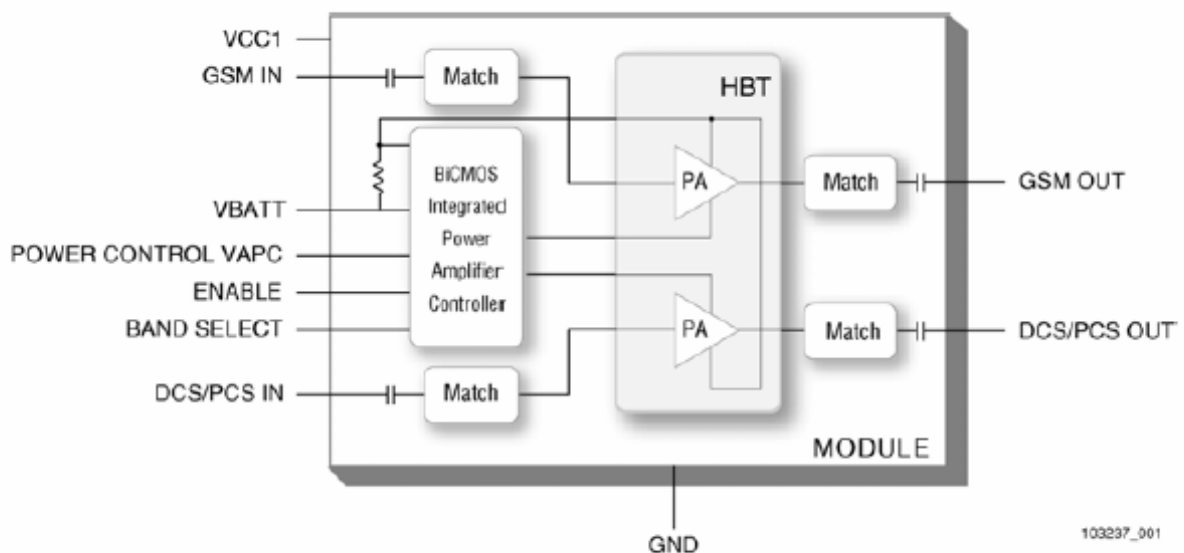 VCC1
GSM IN
Match
HBT
BiCMOS
Integrated
Power
Amplifier
Controller
PA
Match
GSM OUT
VBATT
POWER CONTROL VAPC
ENABLE
BAND SELECT
PA
Match
DCS/PCS OUT
DCS/PCS IN
Match
MODULE
GND
103237_001